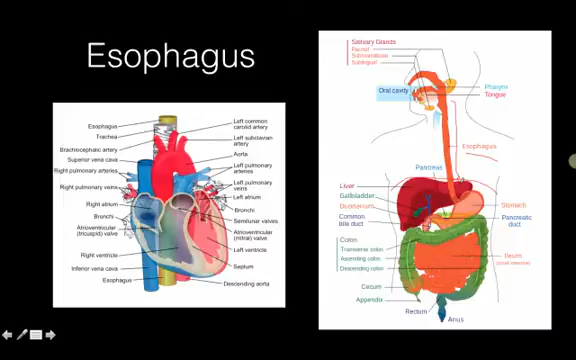 Esophagus
Esophagus
Trachea
Brachiocephalic artery
Superior vena cava
Right pulmonary arteries
Right pulmonary veins
Right atrium
Bronchi
Atrioventricular
(tricuspid) valve
Right ventricle
Inferior vena cava
Esophagus
Left common
carotid artery
Left subclavian
artery
Aorta
Left pulmonary
arteries
Left pulmonary
veins
Left atrium
Bronchi
Semilunar valves
Atrioventricular
(mitral) valve
Left ventricle
Septum
Descending aorta
Salivary Glands
Parotid
Submandibular
Sublingual
Oral cavity
Pharynx
Tongue
Esophagus
Pancreas
Liver
Gallbladder
Duodenum
Common
bile duct
Stomach
Pancreatic
duct
Colon
Transverse colon
Ascending colon
Descending colon
Ileum
(small intestine)
Cecum
Appendix
Rectum
Anus